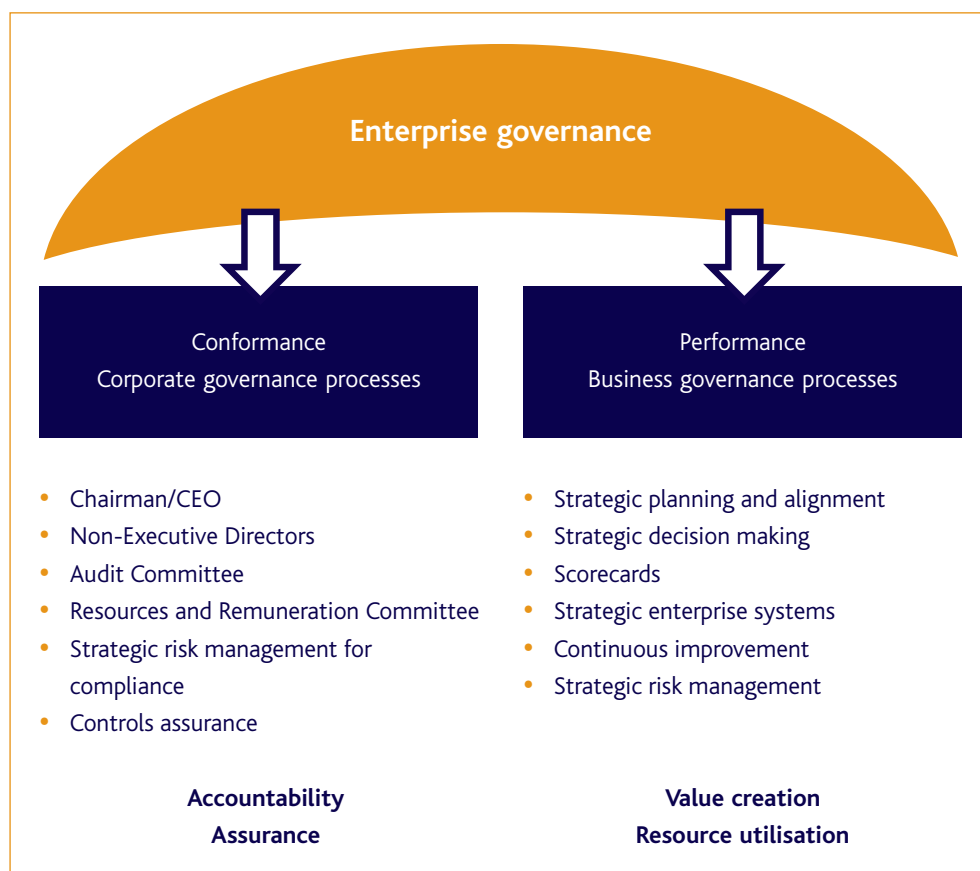 Enterprise governance
Conformance
Corporate governance processes
• Chairman/CEO
• Non-Executive Directors
• Audit Committee
• Resources and Remuneration Committee
• Strategic risk management for
compliance
• Controls assurance
Accountability
Assurance
Performance
Business governance processes
• Strategic planning and alignment
• Strategic decision making
• Scorecards
• Strategic enterprise systems
• Continuous improvement
• Strategic risk management
Value creation
Resource utilisation